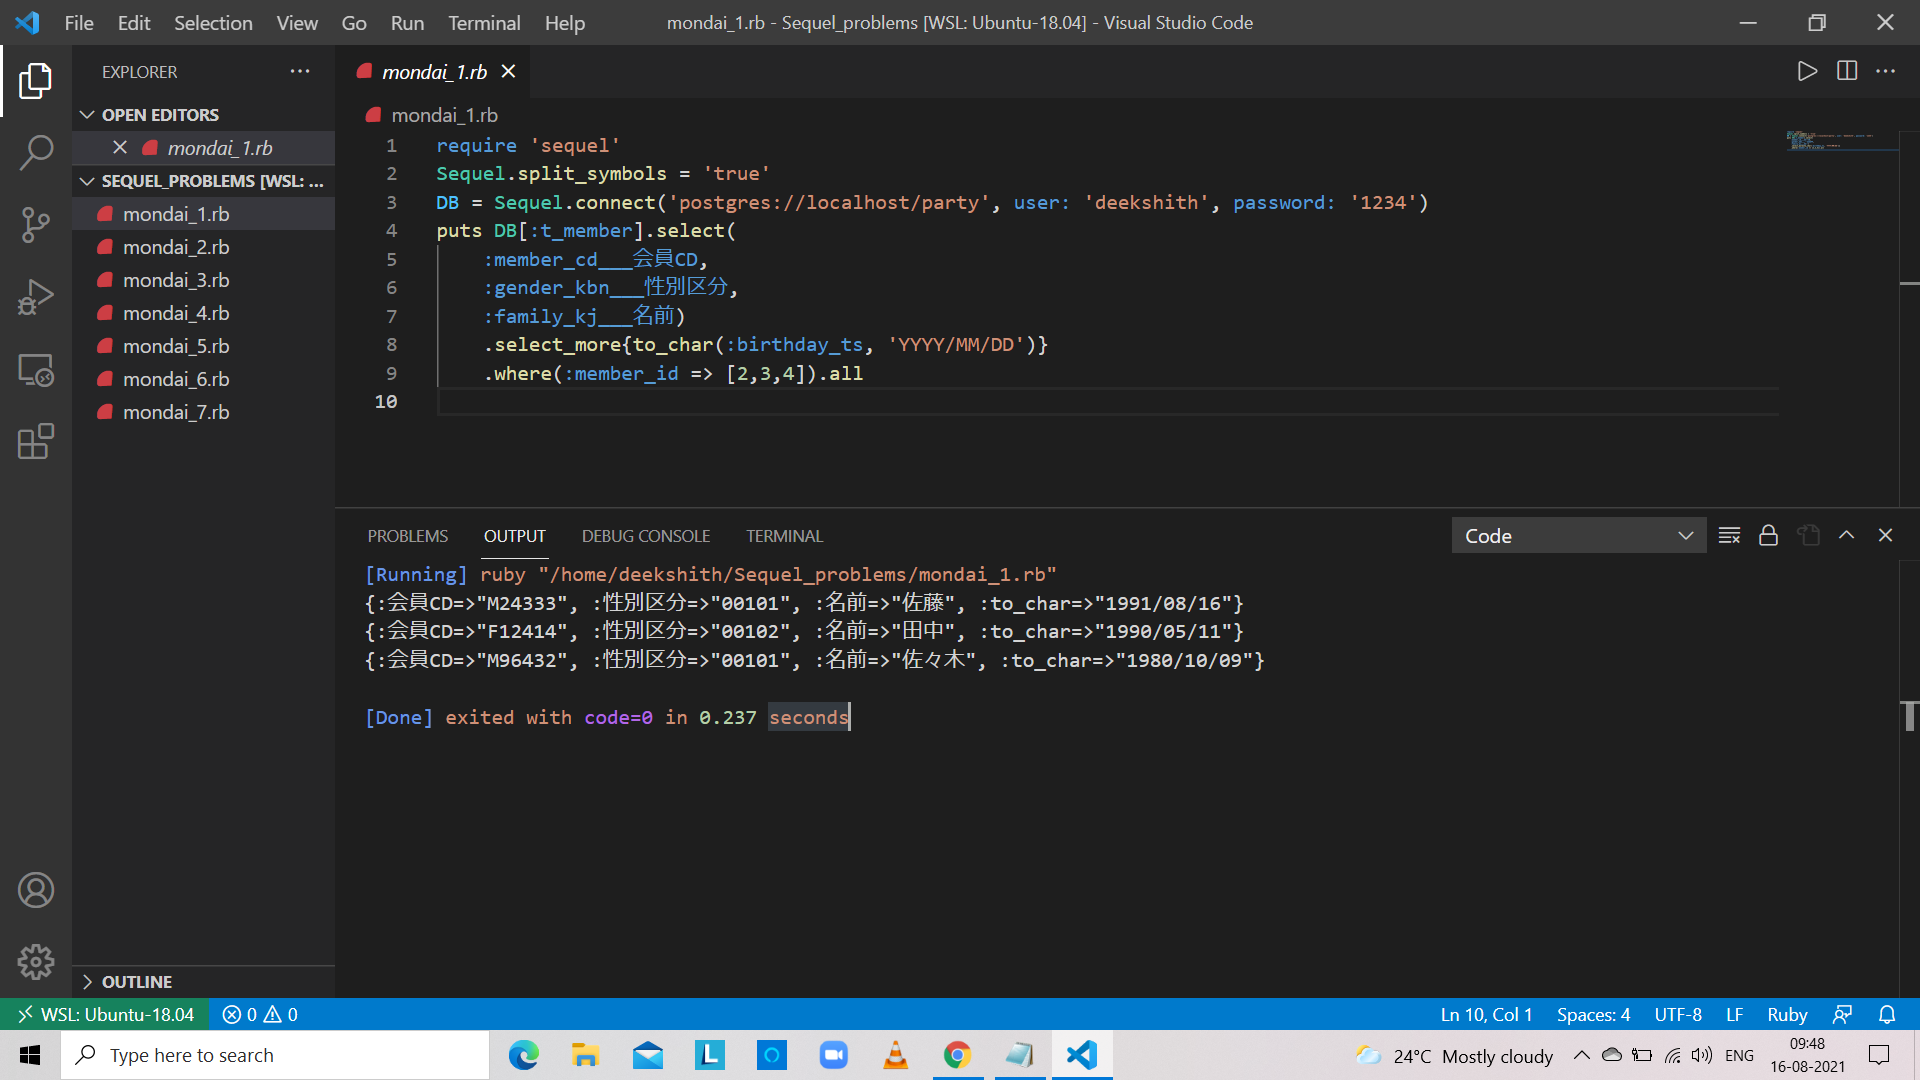 File Edit Selection View Go Run Terminal Help
mondai_1.rb - Sequel_problems [WSL: Ubuntu-18.04] - Visual Studio Code
EXPLORER
OPEN EDITORS
mondai_1.rb
SEQUEL_PROBLEMS [WSL: ...
mondai_1.rb
mondai_2.rb
mondai_3.rb
mondai_4.rb
mondai_5.rb
mondai_6.rb
mondai_7.rb
OUTLINE
mondai_1.rb
mondai_1.rb
1 require 'sequel'
2 Sequel.split_symbols = 'true'
3 DB = Sequel.connect('postgres://localhost/party', user: 'deekshith', password: '1234')
4 puts DB[:t_member].select(
5 :member_cd___会員CD,
6 :gender_kbn___性別区分,
7 :family_kj___名前)
8 .select_more{to_char(:birthday_ts, 'YYYY/MM/DD')}
9 .where(:member_id => [2,3,4]).all
10
PROBLEMS OUTPUT DEBUG CONSOLE TERMINAL
Code
[Running] ruby "/home/deekshith/Sequel_problems/mondai_1.rb"
{:会員CD=>"M24333", :性別区分=>"00101", :名前=>"佐藤", :to_char=>"1991/08/16"}
{:会員CD=>"F12414", :性別区分=>"00102", :名前=>"田中", :to_char=>"1990/05/11"}
{:会員CD=>"M96432", :性別区分=>"00101", :名前=>"佐々木", :to_char=>"1980/10/09"}
[Done] exited with code=0 in 0.237 seconds
WSL: Ubuntu-18.04 0 0
Ln 10, Col 1 Spaces: 4 UTF-8 LF Ruby
Type here to search
L
24°C Mostly cloudy
ENG
09:48
16-08-2021